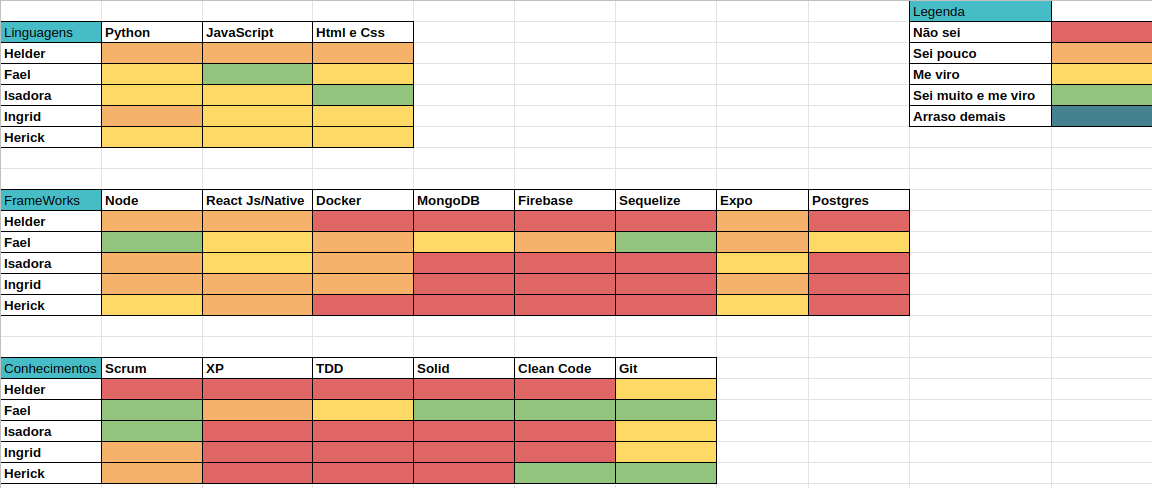 Legenda
Linguagens Python JavaScript Html e Css Não sei
Helder Sei pouco
Fael Me viro
Isadora Sei muito e me viro
Ingrid Arraso demais
Herick
FrameWorks Node React Js/Native Docker MongoDB Firebase Sequelize Expo Postgres
Helder
Fael
Isadora
Ingrid
Herick
Conhecimentos Scrum XP TDD Solid Clean Code Git
Helder
Fael
Isadora
Ingrid
Herick